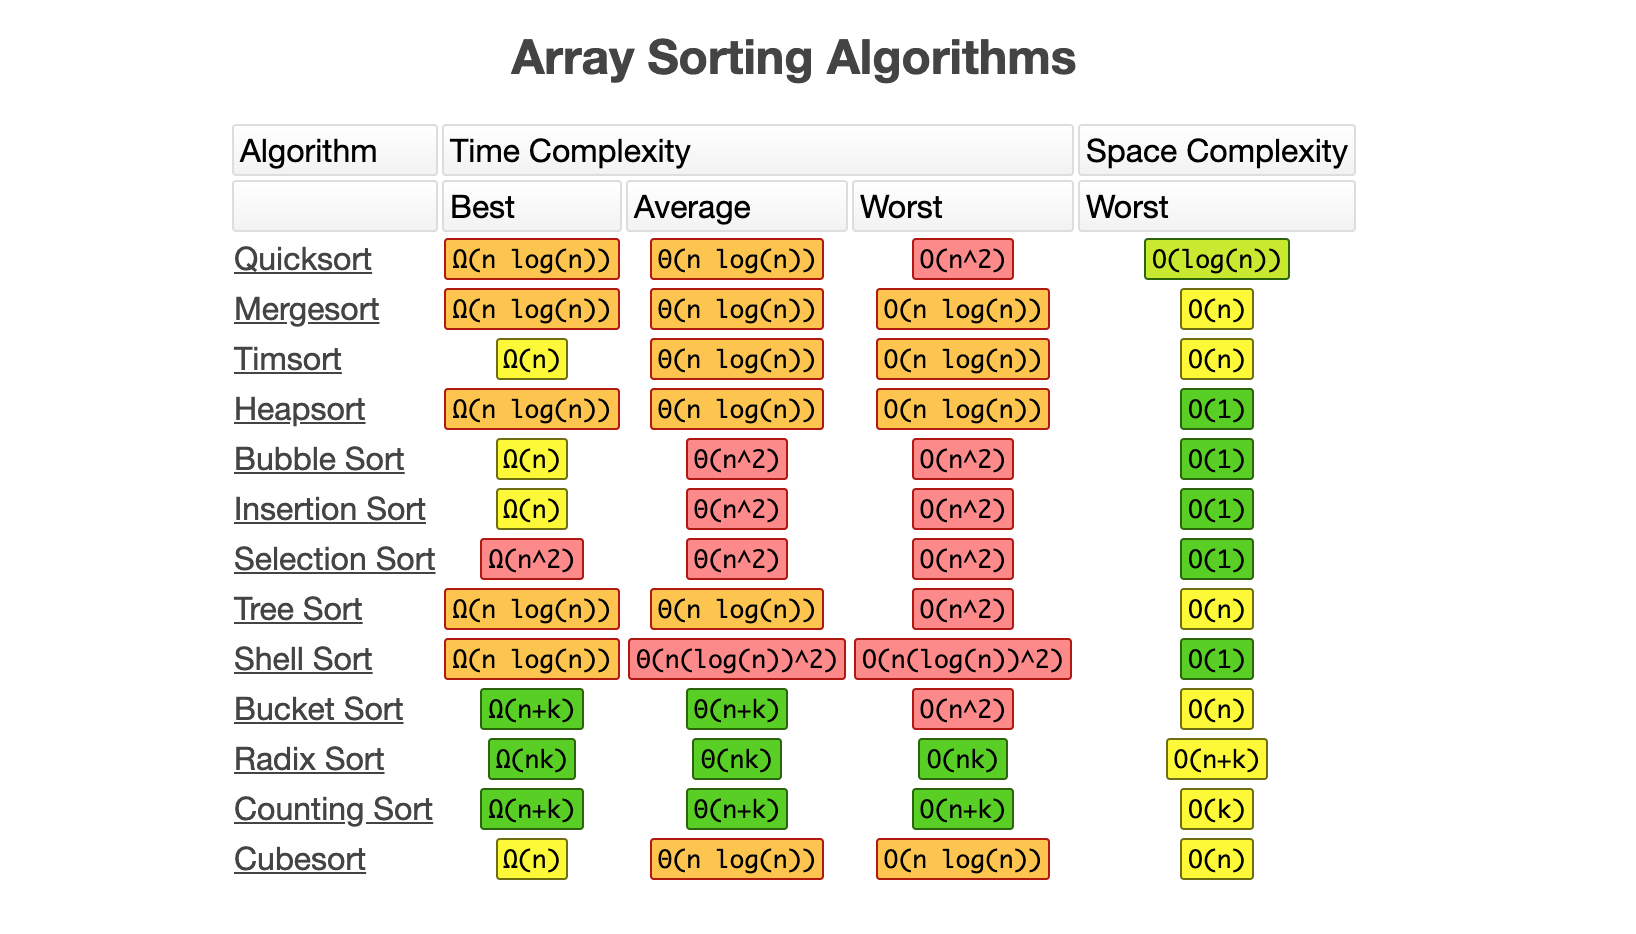 Array Sorting Algorithms
Algorithm Time Complexity Space Complexity
Best Average Worst Worst
Quicksort Ω(n log(n)) Θ(n log(n)) O(n^2) O(log(n))
Mergesort Ω(n log(n)) Θ(n log(n)) O(n log(n)) O(n)
Timsort Ω(n) Θ(n log(n)) O(n log(n)) O(n)
Heapsort Ω(n log(n)) Θ(n log(n)) O(n log(n)) O(1)
Bubble Sort Ω(n) Θ(n^2) O(n^2) O(1)
Insertion Sort Ω(n) Θ(n^2) O(n^2) O(1)
Selection Sort Ω(n^2) Θ(n^2) O(n^2) O(1)
Tree Sort Ω(n log(n)) Θ(n log(n)) O(n^2) O(n)
Shell Sort Ω(n log(n)) Θ(n(log(n))^2) O(n(log(n))^2) O(1)
Bucket Sort Ω(n+k) Θ(n+k) O(n^2) O(n)
Radix Sort Ω(nk) Θ(nk) O(nk) O(n+k)
Counting Sort Ω(n+k) Θ(n+k) O(n+k) O(k)
Cubesort Ω(n) Θ(n log(n)) O(n log(n)) O(n)